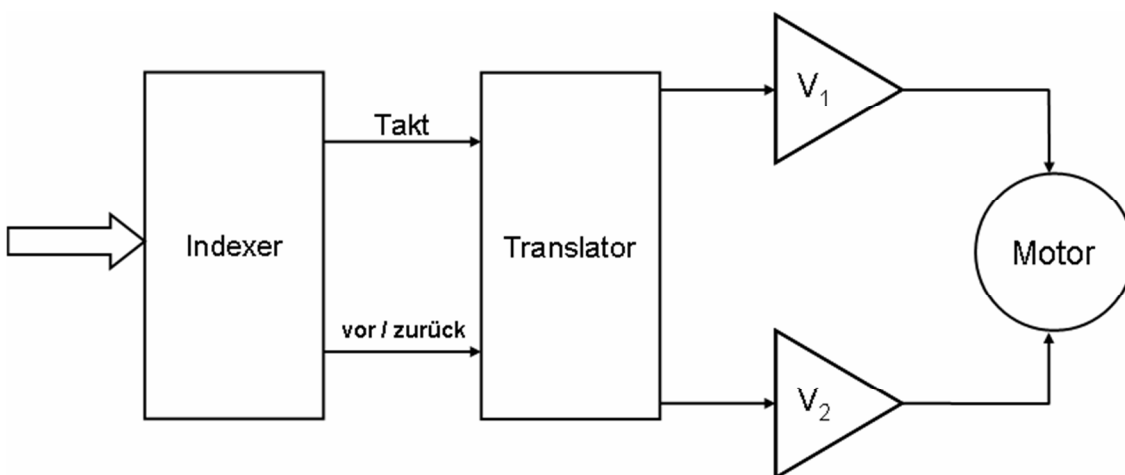 Indexer
Takt
vor / zurück
Translator
V₁
V₂
Motor